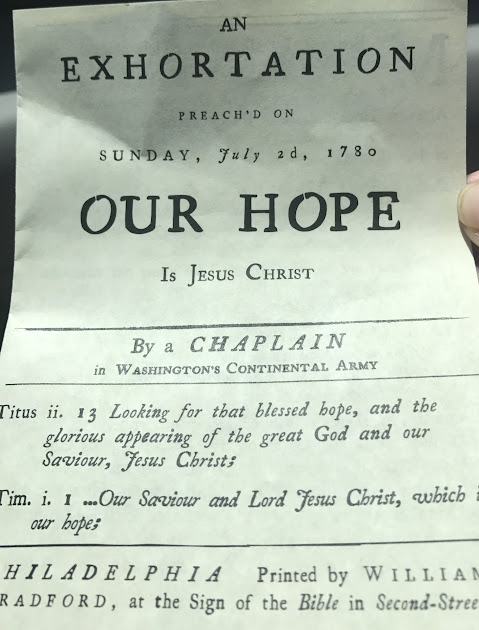 AN
EXHORTATION
PREACH'D ON
SUNDAY, July 2d, 1780
OUR HOPE
Is JESUS CHRIST
By a CHAPLAIN
in WASHINGTON'S CONTINENTAL ARMY
Titus ii. 13 Looking for that blessed hope, and the
glorious appearing of the great God and our
Saviour, Jesus Christ;
Tim. i. 1 ...Our Saviour and Lord Jesus Christ, which i
our hope;
HILADELPHIA Printed by WILLIAM
RADFORD, at the Sign of the Bible in Second-Stree